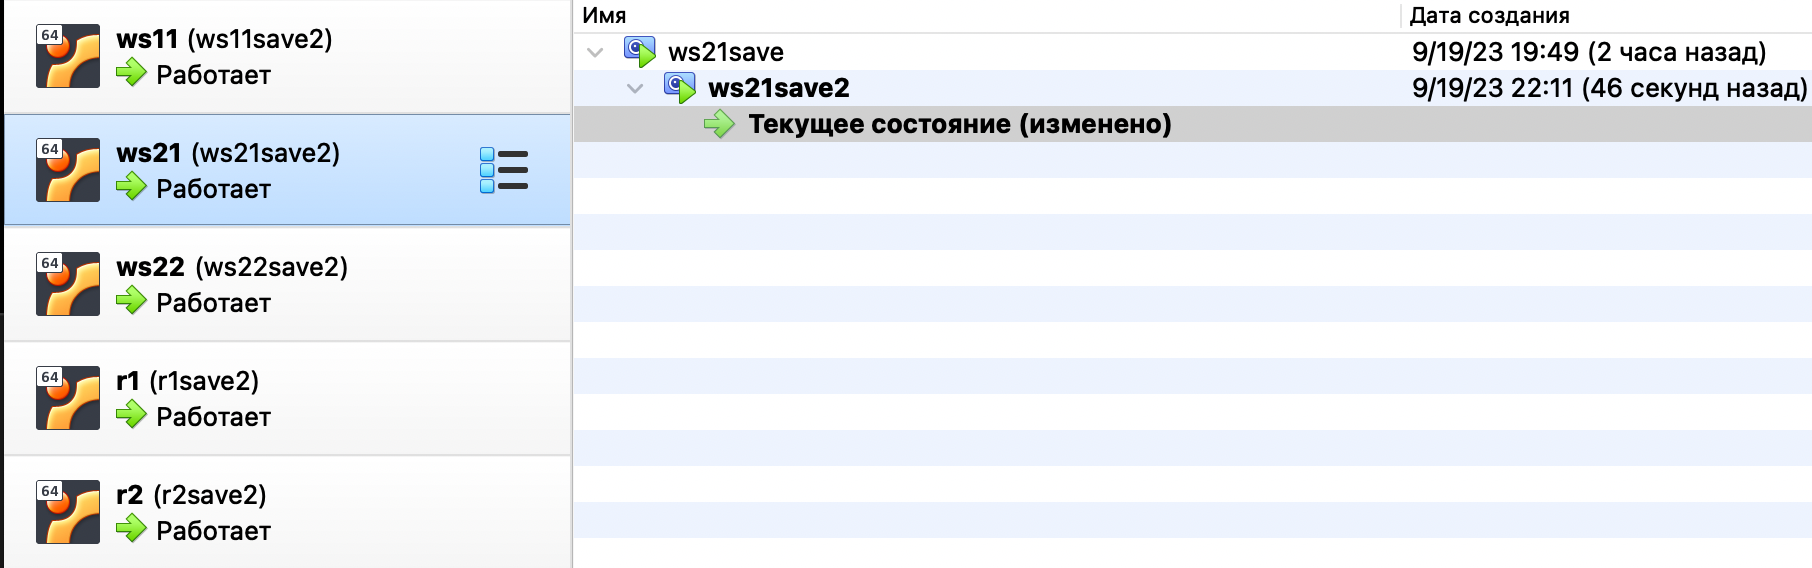 64
ws11 (ws11save2)
Работает
64
ws21 (ws21save2)
Работает
64
ws22 (ws22save2)
Работает
64
r1 (r1save2)
Работает
64
r2 (r2save2)
Работает
Имя Дата создания
ws21save 9/19/23 19:49 (2 часа назад)
ws21save2 9/19/23 22:11 (46 секунд назад)
Текущее состояние (изменено)